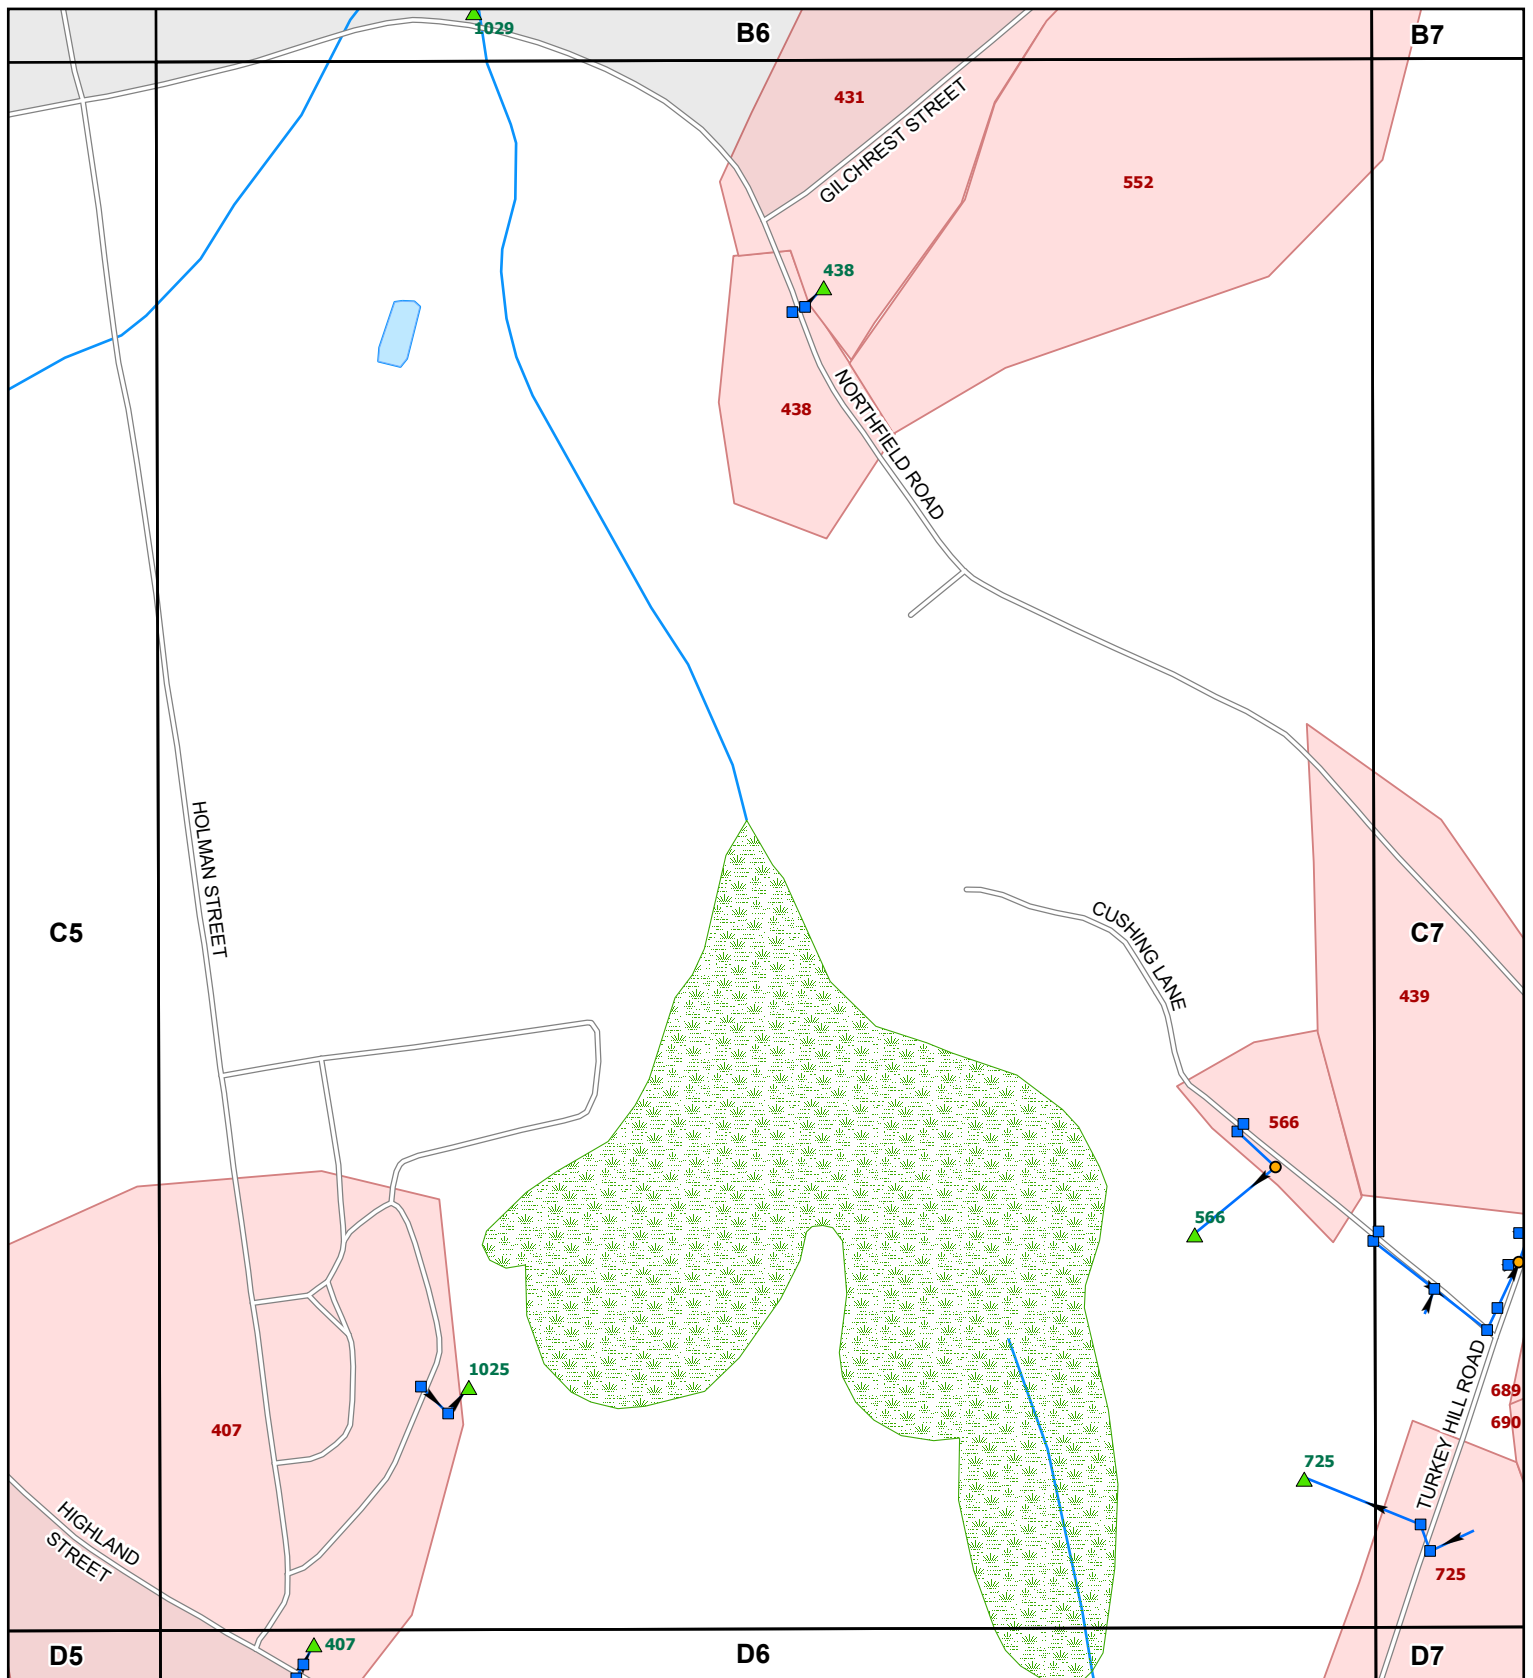 1029
B6
B7
431
GILCHREST STREET
552
438
438
NORTHFIELD ROAD
HOLMAN STREET
C5
CUSHING LANE
C7
439
566
566
1025
407
TURKEY HILL ROAD
689
690
725
725
HIGHLAND
STREET
407
D5
D6
D7